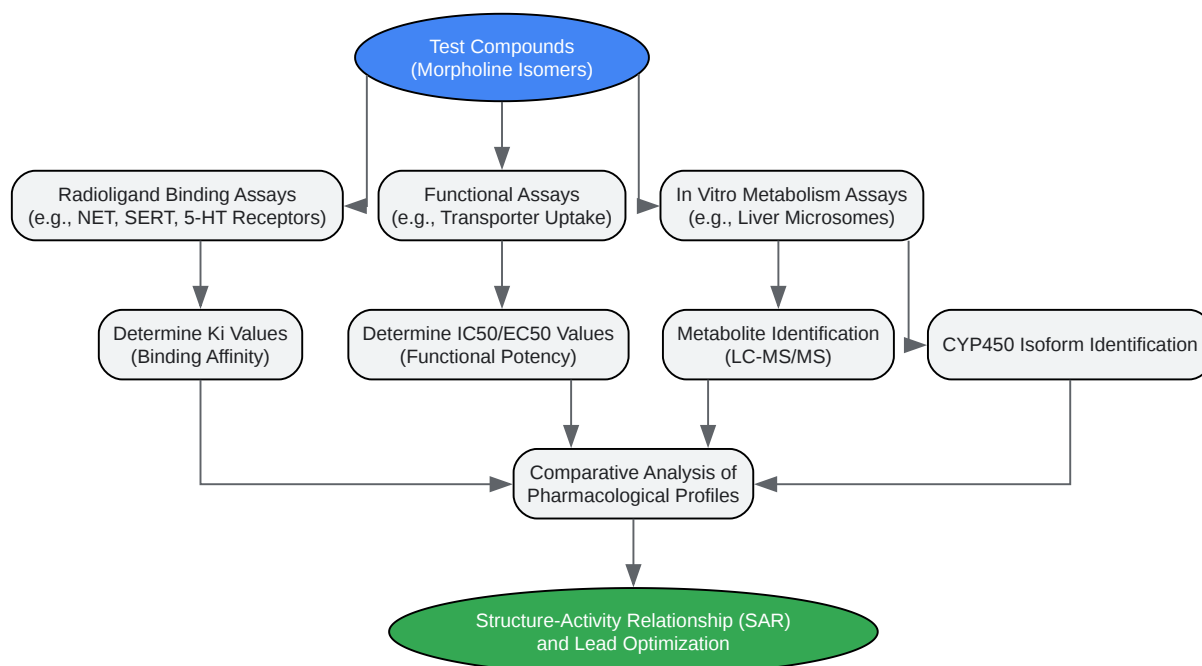 Test Compounds
(Morpholine Isomers)
Radioligand Binding Assays
(e.g., NET, SERT, 5-HT Receptors)
Functional Assays
(e.g., Transporter Uptake)
In Vitro Metabolism Assays
(e.g., Liver Microsomes)
Determine Ki Values
(Binding Affinity)
Determine IC50/EC50 Values
(Functional Potency)
Metabolite Identification
(LC-MS/MS)
CYP450 Isoform Identification
Comparative Analysis of
Pharmacological Profiles
Structure-Activity Relationship (SAR)
and Lead Optimization